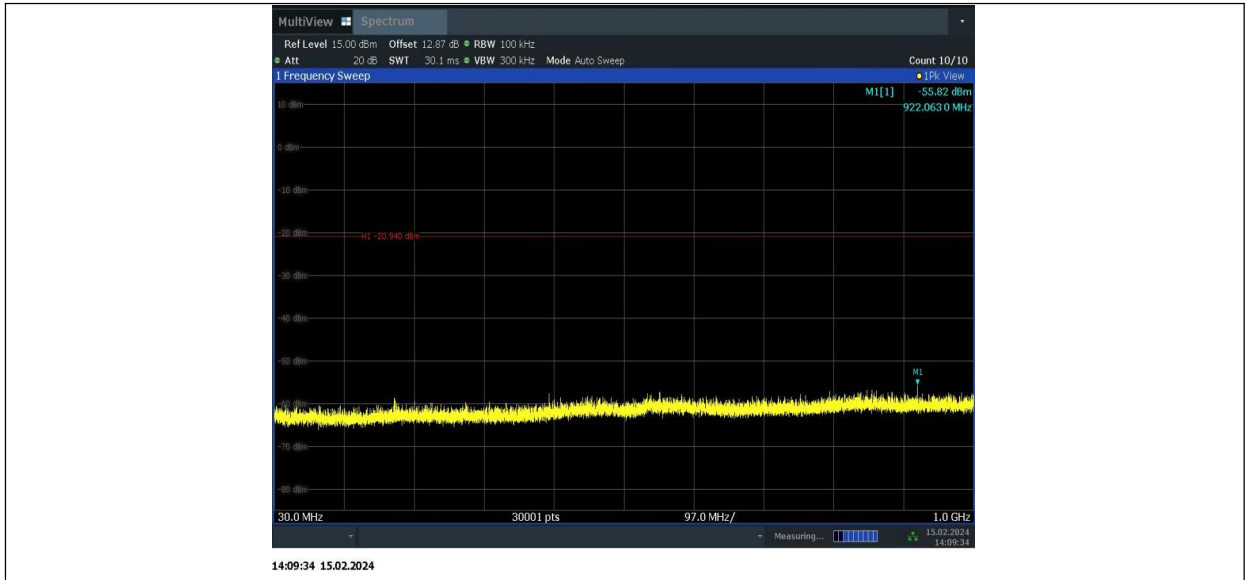 MultiView Spectrum
Ref Level 15.00 dBm Offset 12.87 dB RBW 100 kHz
Att 20 dB SWT 30.1 ms VBW 300 kHz Mode Auto Sweep Count 10/10
1 Frequency Sweep 1Pk View
M1[1] -55.82 dBm
922.063 0 MHz
10 dBm
0 dBm
-10 dBm
-20 dBm
H1 -20.940 dBm
-30 dBm
-40 dBm
-50 dBm
M1
-60 dBm
-70 dBm
-80 dBm
30.0 MHz 30001 pts 97.0 MHz/ 1.0 GHz
Measuring... 15.02.2024
14:09:34
14:09:34 15.02.2024